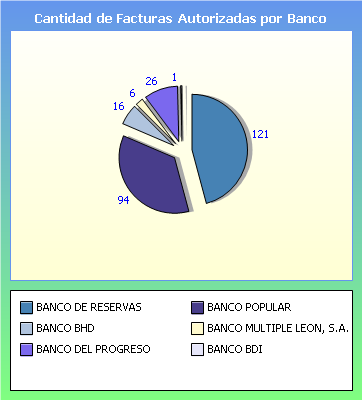 Cantidad de Facturas Autorizadas por Banco
1
26
6
16
121
94
BANCO DE RESERVAS
BANCO POPULAR
BANCO BHD
BANCO MULTIPLE LEON, S.A.
BANCO DEL PROGRESO
BANCO BDI